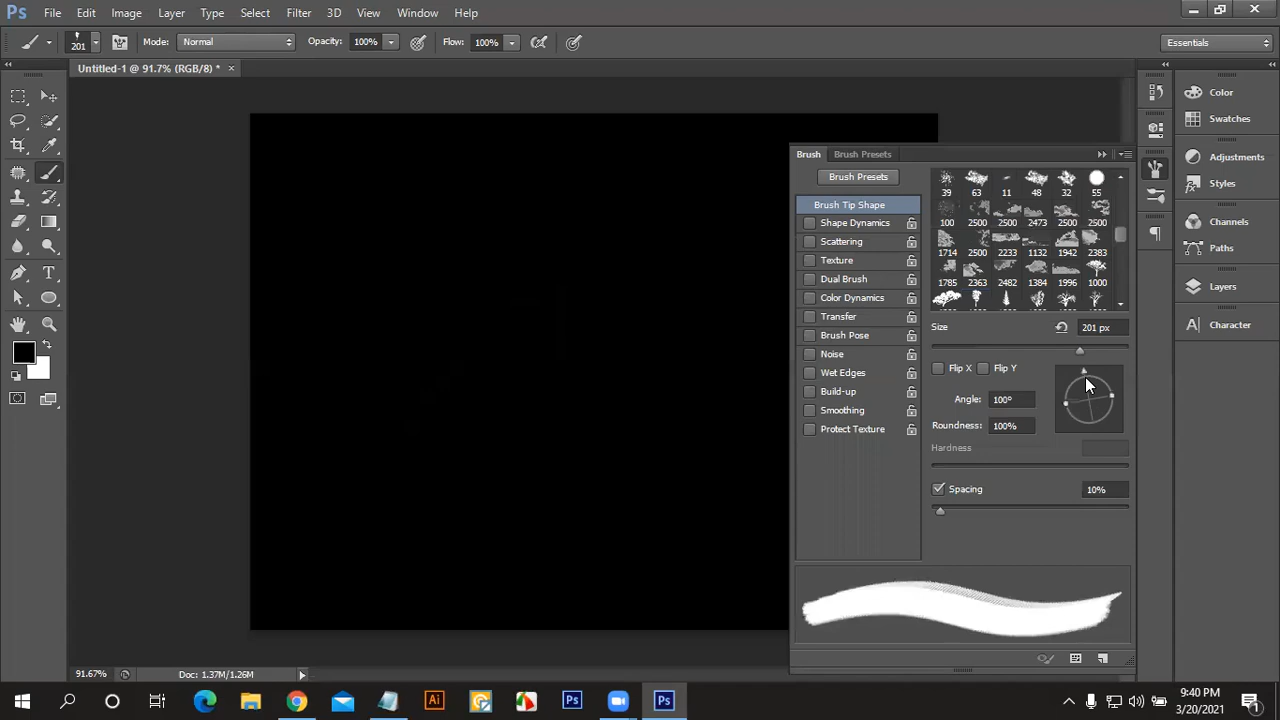 Ps File Edit Image Layer Type Select Filter 3D View Window Help
201 Mode: Normal Opacity: 100% Flow: 100% Essentials
Untitled-1 @ 91.7% (RGB/8) * ×
Color
Swatches
Adjustments
Styles
Channels
Paths
Layers
Character
Brush Brush Presets
Brush Presets
Brush Tip Shape
Shape Dynamics
Scattering
Texture
Dual Brush
Color Dynamics
Transfer
Brush Pose
Noise
Wet Edges
Build-up
Smoothing
Protect Texture
39 63 11 48 32 55
100 2500 2500 2473 2500 2500
1714 2500 2233 1132 1942 2383
1785 2363 2482 1384 1996 1000
Size 201 px
Flip X Flip Y
Angle: 100º
Roundness: 100%
Hardness
Spacing 10%
91.67% Doc: 1.37M/1.26M
Ai Ps Ps
9:40 PM
3/20/2021
1